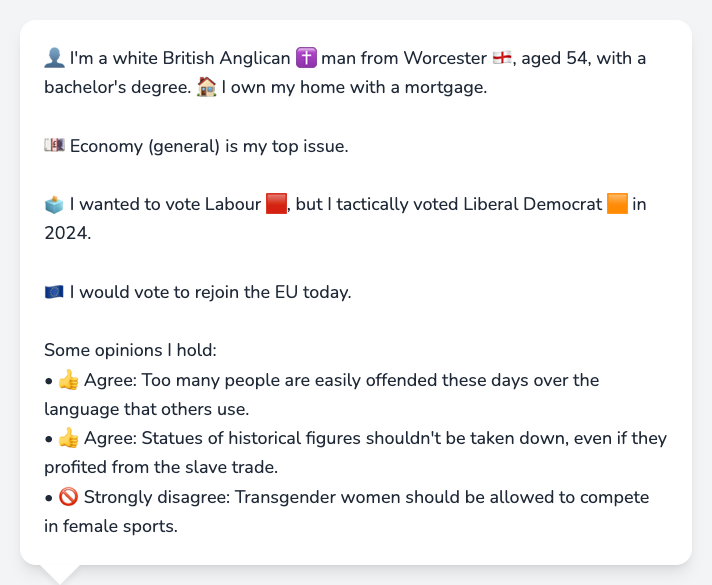 👤 I'm a white British Anglican ✝️ man from Worcester 🏴󠁧󠁢󠁥󠁮󠁧󠁿, aged 54, with a
bachelor's degree. 🏠 I own my home with a mortgage.
💷 Economy (general) is my top issue.
🗳️ I wanted to vote Labour 🟥, but I tactically voted Liberal Democrat 🟧 in
2024.
🇪🇺 I would vote to rejoin the EU today.
Some opinions I hold:
• 👍 Agree: Too many people are easily offended these days over the
language that others use.
• 👍 Agree: Statues of historical figures shouldn't be taken down, even if they
profited from the slave trade.
• 🚫 Strongly disagree: Transgender women should be allowed to compete
in female sports.